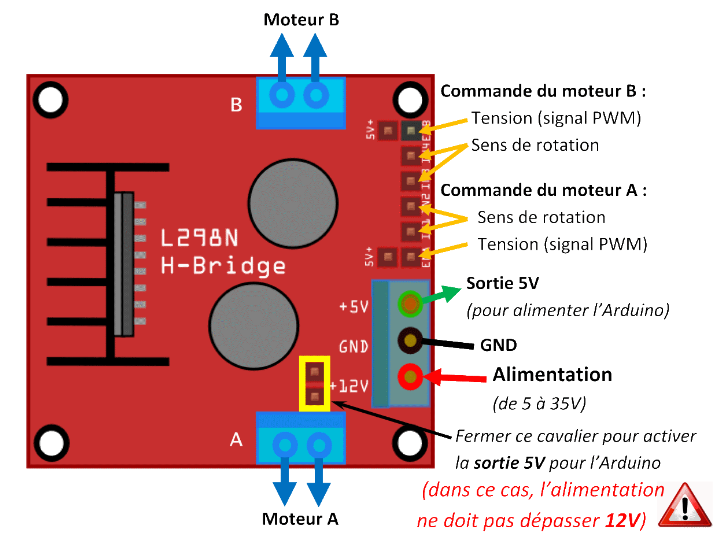 Moteur B
B
Commande du moteur B :
5V+
Tension (signal PWM)
Sens de rotation
Commande du moteur A :
Sens de rotation
5V+
Tension (signal PWM)
L298N
H-Bridge
Sortie 5V
+5V
(pour alimenter l'Arduino)
GND
GND
Alimentation
+12V
(de 5 à 35V)
A
Fermer ce cavalier pour activer
la sortie 5V pour l'Arduino
(dans ce cas, l'alimentation
ne doit pas dépasser 12V)
Moteur A